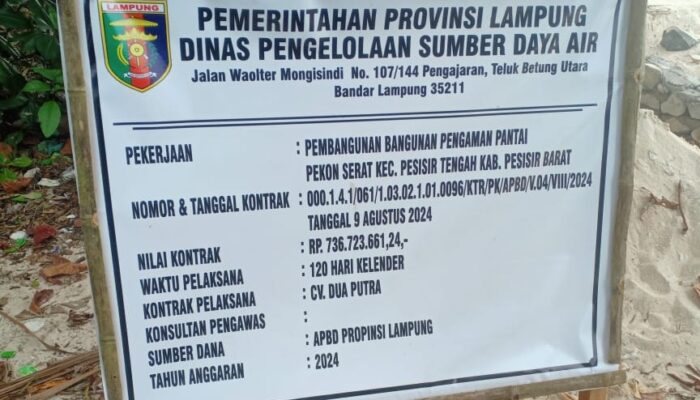 LAMPUNG
PEMERINTAHAN PROVINSI LAMPUNG
DINAS PENGELOLAAN SUMBER DAYA AIR
Jalan Waolter Mongisindi No. 107/144 Pengajaran, Teluk Betung Utara
Bandar Lampung 35211
PEKERJAAN : PEMBANGUNAN BANGUNAN PENGAMAN PANTAI
PEKON SERAT KEC. PESISIR TENGAH KAB. PESISIR BARAT
NOMOR & TANGGAL KONTRAK : 000.1.4.1/061/1.03.02.1.01.0096/KTR/PK/APBD/V.04/VIII/2024
TANGGAL 9 AGUSTUS 2024
NILAI KONTRAK : RP. 736.723.661,24,-
WAKTU PELAKSANA : 120 HARI KELENDER
KONTRAK PELAKSANA : CV. DUA PUTRA
KONSULTAN PENGAWAS :
SUMBER DANA : APBD PROPINSI LAMPUNG
TAHUN ANGGARAN : 2024